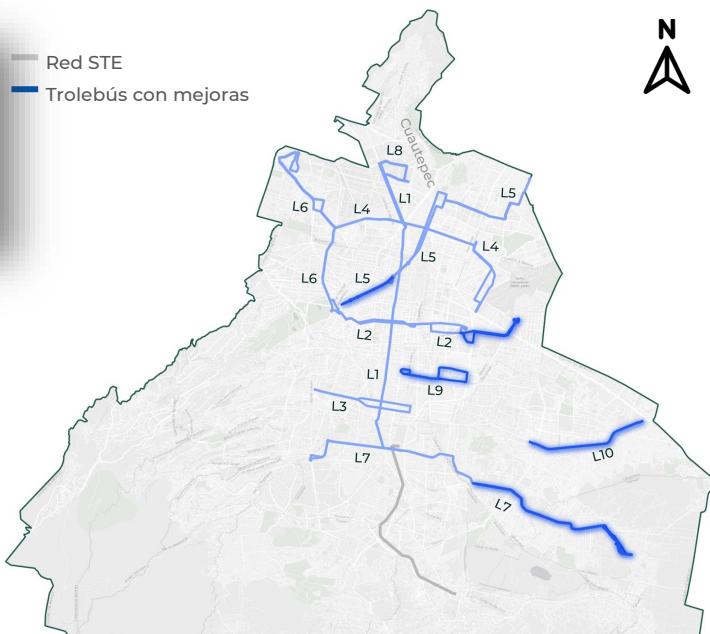 N
Red STE
Trolebús con mejoras
Cuautepec
L8
L1
L5
L6
L4
L4
L5
L6
L5
L2
L2
L1
L9
L3
L7
L10
L7